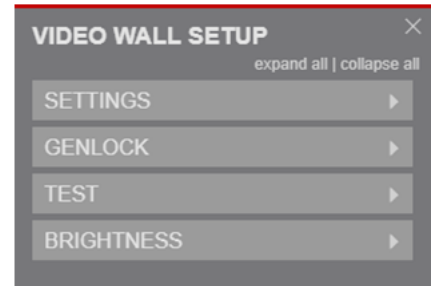 VIDEO WALL SETUP
expand all | collapse all
SETTINGS
GENLOCK
TEST
BRIGHTNESS